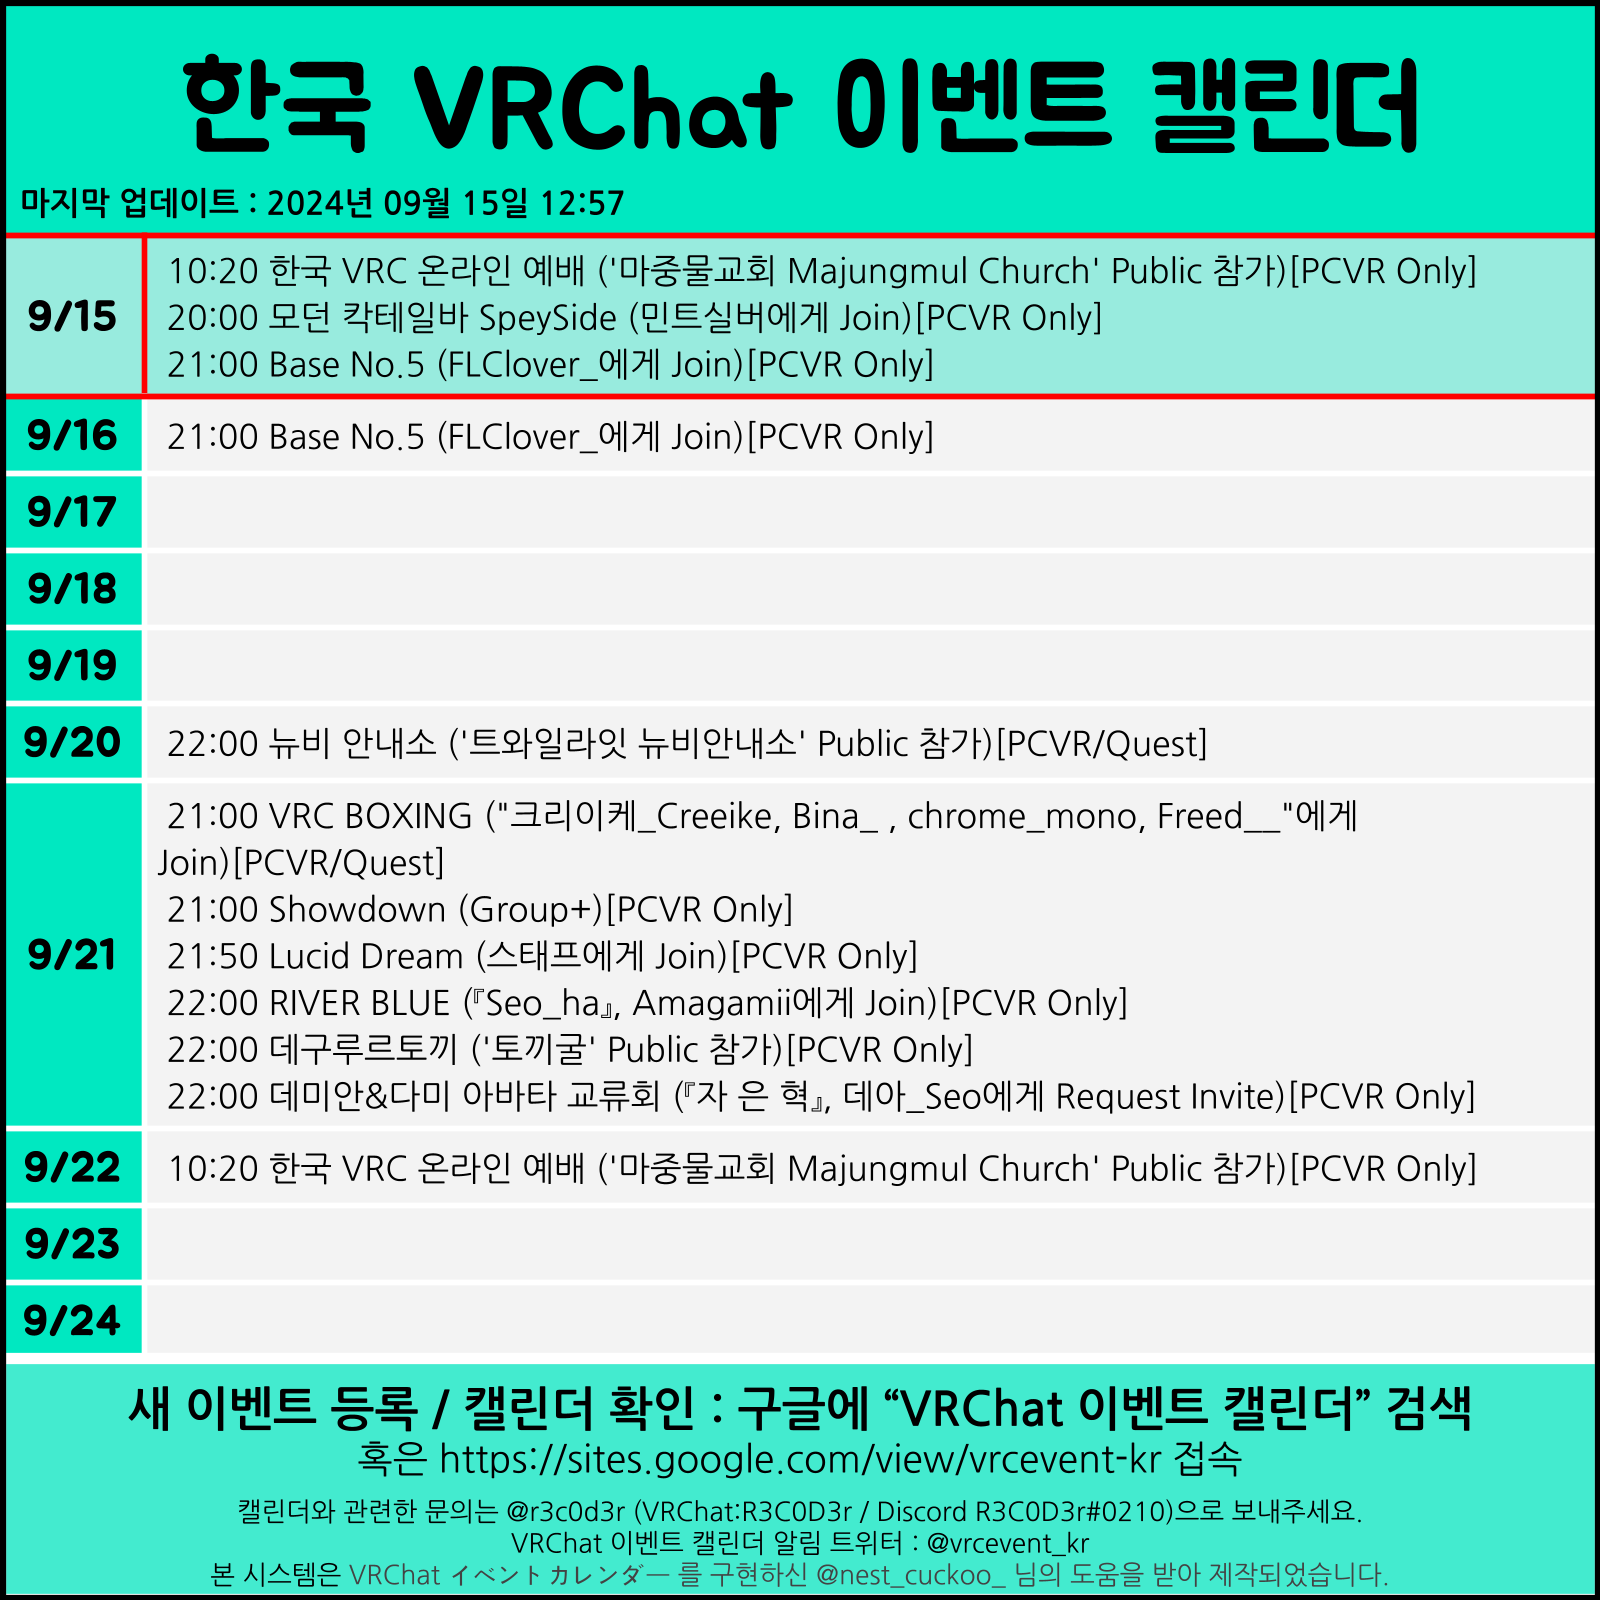 한국 VRChat 이벤트 캘린더
마지막 업데이트 : 2024년 09월 15일 12:57
9/15
10:20 한국 VRC 온라인 예배 ('마중물교회 Majungmul Church' Public 참가)[PCVR Only]
20:00 모던 칵테일바 SpeySide (민트실버에게 Join)[PCVR Only]
21:00 Base No.5 (FLClover_에게 Join)[PCVR Only]
9/16
21:00 Base No.5 (FLClover_에게 Join)[PCVR Only]
9/17
9/18
9/19
9/20
22:00 뉴비 안내소 ('트와일라잇 뉴비안내소' Public 참가)[PCVR/Quest]
9/21
21:00 VRC BOXING ("크리이케_Creeike, Bina_ , chrome_mono, Freed__"에게
Join)[PCVR/Quest]
21:00 Showdown (Group+)[PCVR Only]
21:50 Lucid Dream (스태프에게 Join)[PCVR Only]
22:00 RIVER BLUE (『Seo_ha』, Amagamii에게 Join)[PCVR Only]
22:00 데구루르토끼 ('토끼굴' Public 참가)[PCVR Only]
22:00 데미안&다미 아바타 교류회 (『자 은 혁』, 데아_Seo에게 Request Invite)[PCVR Only]
9/22
10:20 한국 VRC 온라인 예배 ('마중물교회 Majungmul Church' Public 참가)[PCVR Only]
9/23
9/24
새 이벤트 등록 / 캘린더 확인 : 구글에 “VRChat 이벤트 캘린더” 검색
혹은 https://sites.google.com/view/vrcevent-kr 접속
캘린더와 관련한 문의는 @r3c0d3r (VRChat:R3C0D3r / Discord R3C0D3r#0210)으로 보내주세요.
VRChat 이벤트 캘린더 알림 트위터 : @vrcevent_kr
본 시스템은 VRChat イベントカレンダー 를 구현하신 @nest_cuckoo_ 님의 도움을 받아 제작되었습니다.